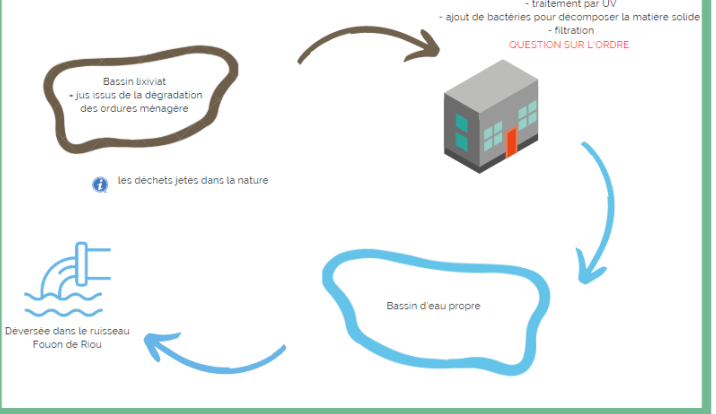 - traitement par UV
- ajout de bactéries pour décomposer la matière solide
- filtration
QUESTION SUR L'ORDRE
Bassin lixiviat
= jus issus de la dégradation
des ordures ménagère
les déchets jetés dans la nature
Bassin d'eau propre
Déversée dans le ruisseau
Fouon de Riou